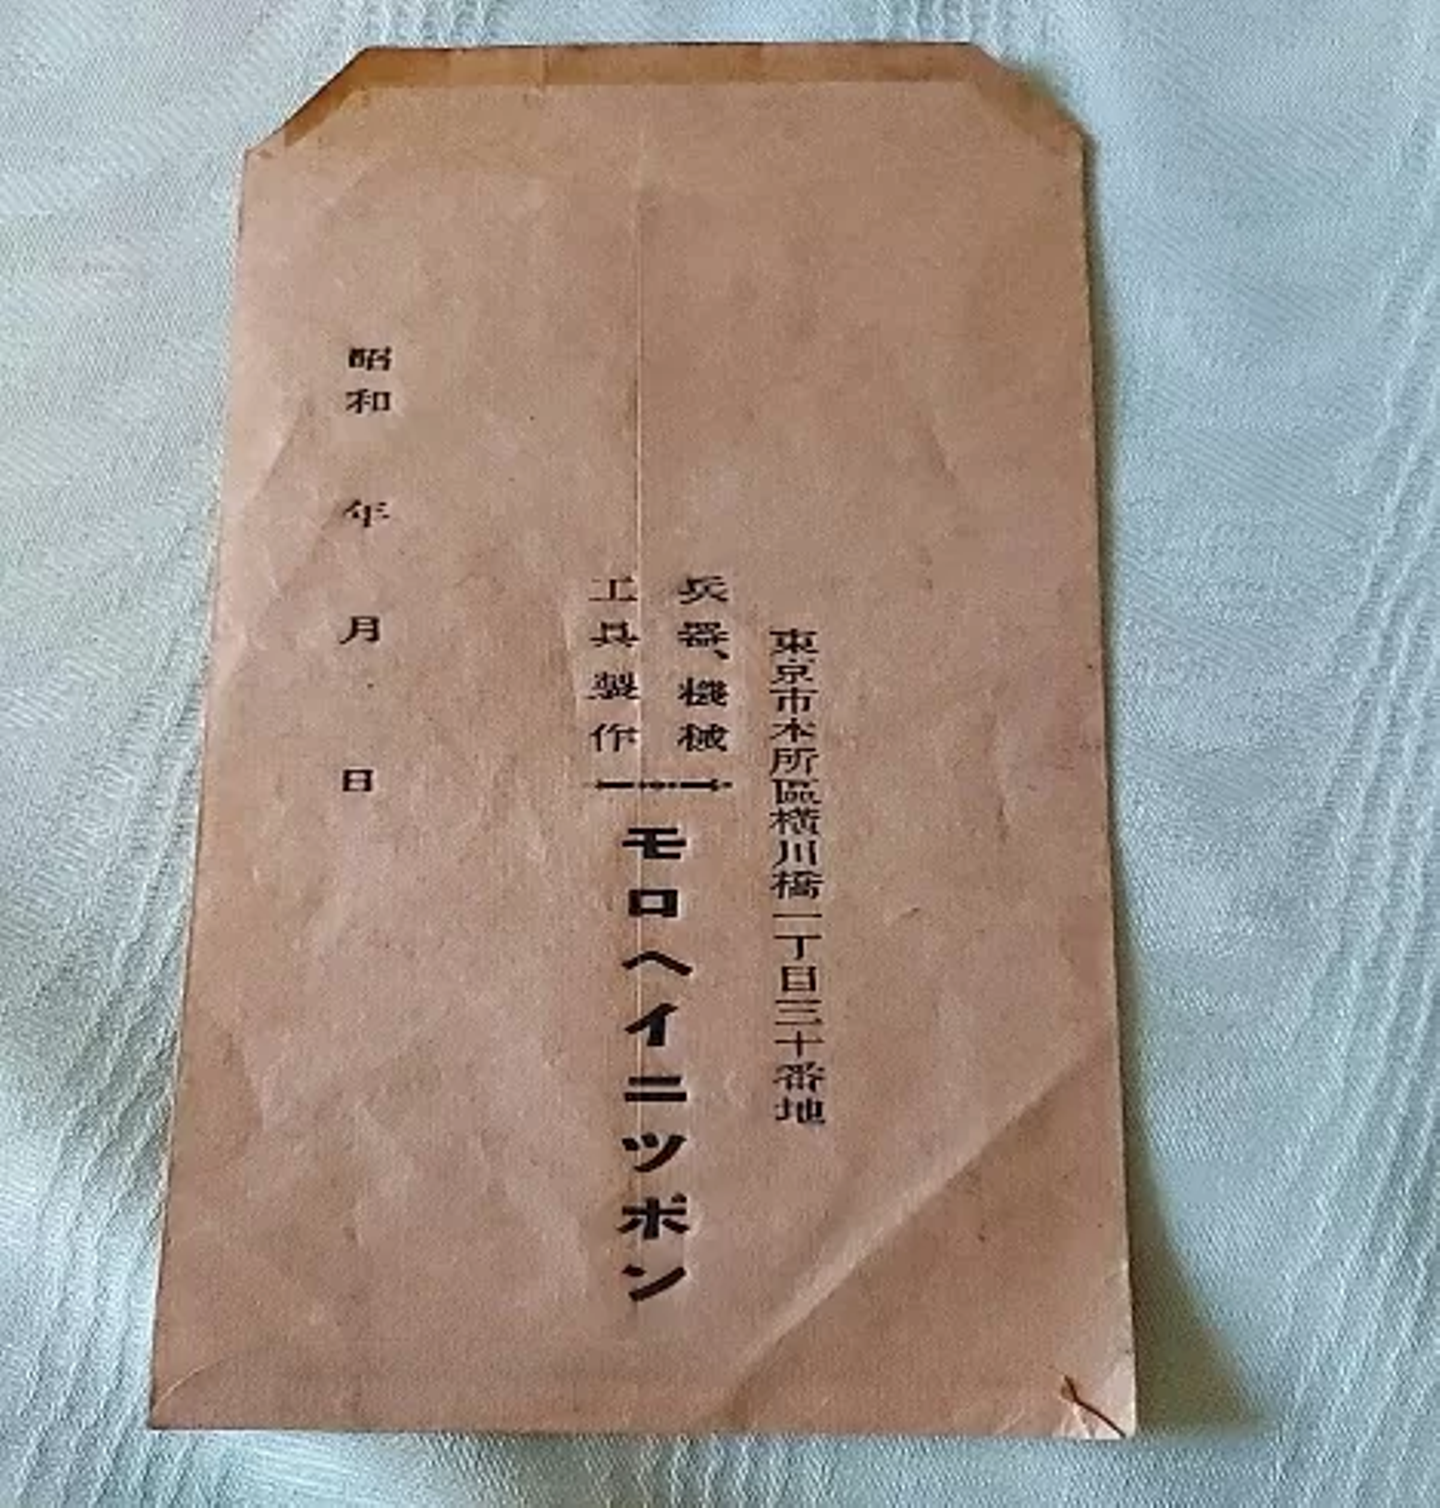 東京市本所區横川橋一丁目三十番地
兵器、機械
工具製作
モロヘイニツポン
昭和 年 月 日